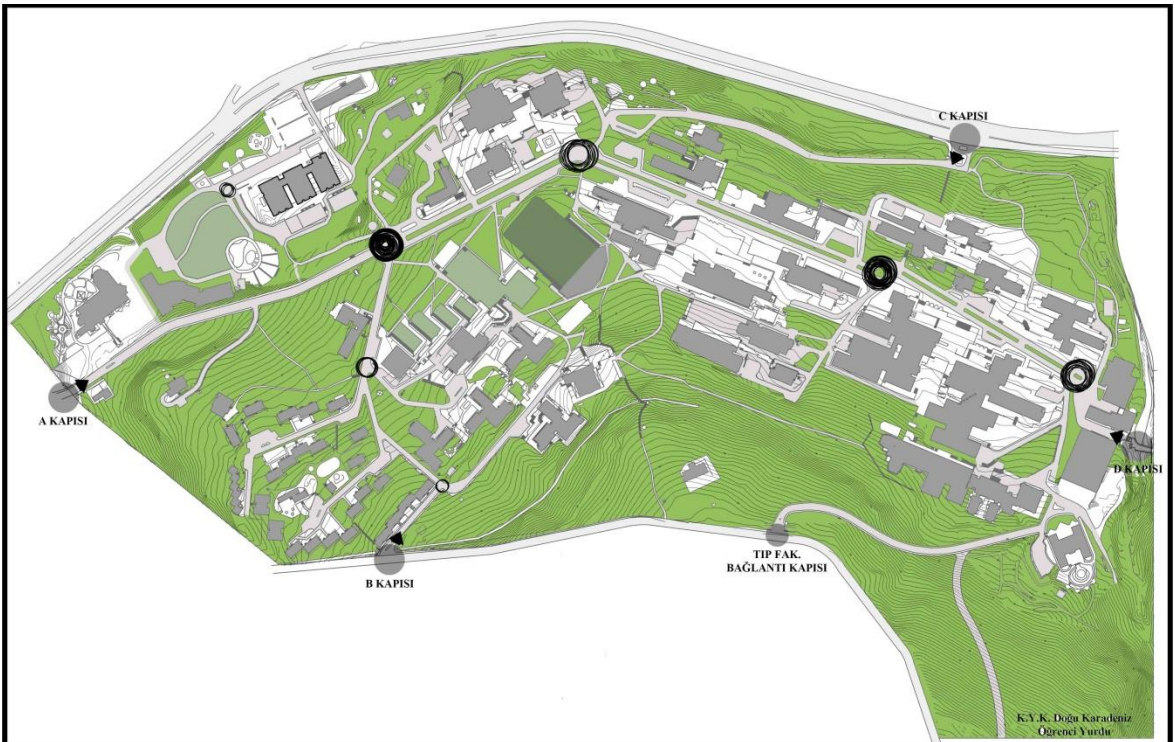 C KAPISI
A KAPISI
D KAPISI
TIP FAK.
BAĞLANTI KAPISI
B KAPISI
K.Y.K. Doğu Karadeniz
Öğrenci Yurdu